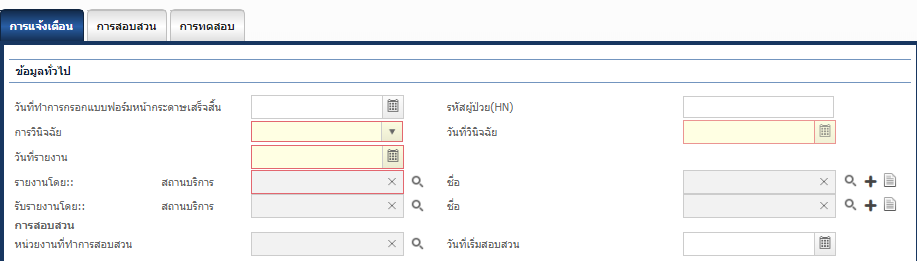 การแจ้งเตือน การสอบสวน การทดสอบ
ข้อมูลทั่วไป
วันที่ทำการกรอกแบบฟอร์มหน้ากระดาษเสร็จสิ้น รหัสผู้ป่วย(HN)
การวินิจฉัย วันที่วินิจฉัย
วันที่รายงาน
รายงานโดย:: สถานบริการ ชื่อ
รับรายงานโดย:: สถานบริการ ชื่อ
การสอบสวน
หน่วยงานที่ทำการสอบสวน วันที่เริ่มสอบสวน